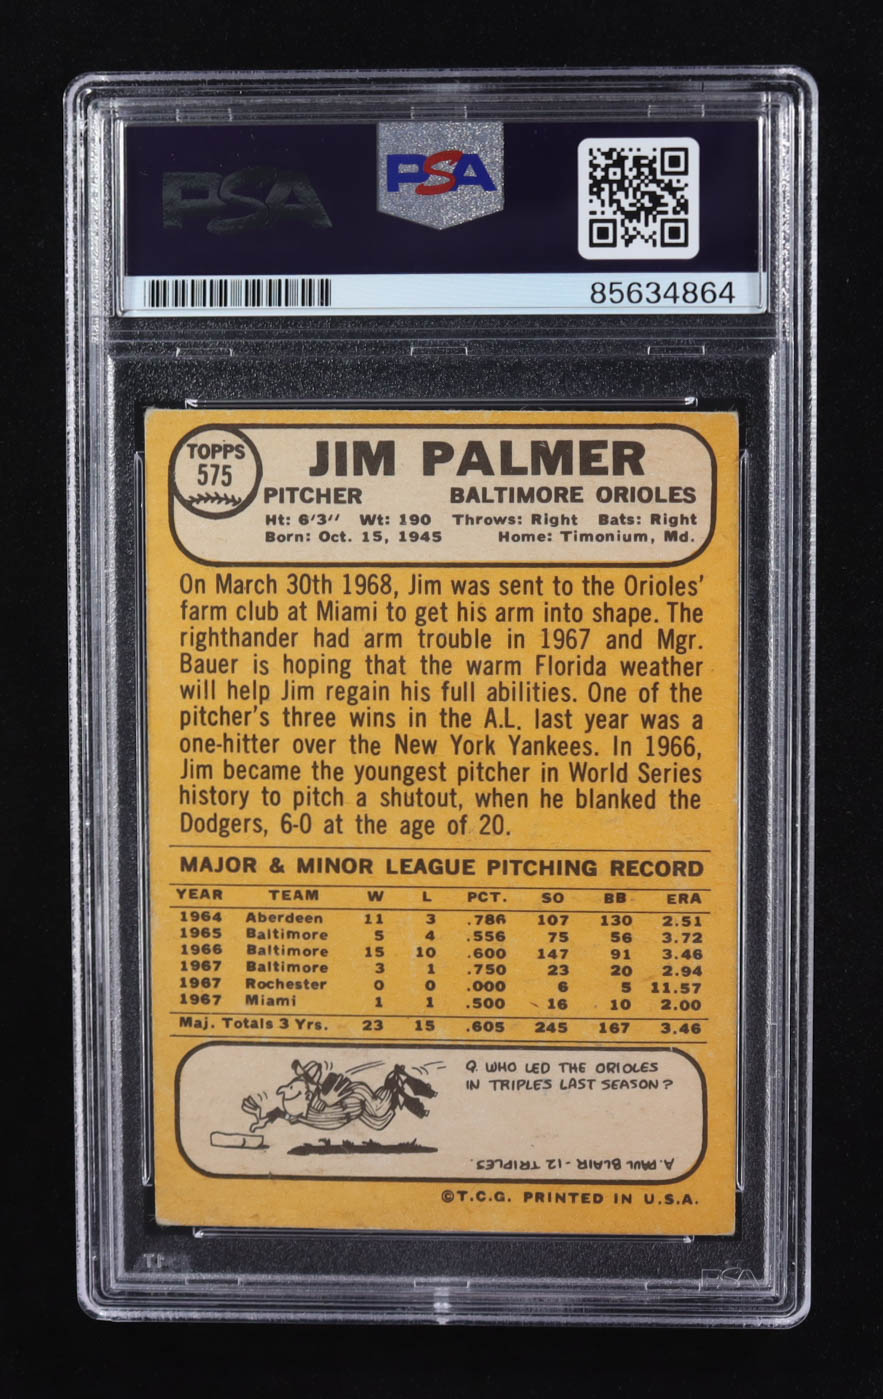 PSA
PSA
85634864
TOPPS
575
JIM PALMER
PITCHER BALTIMORE ORIOLES
Ht: 6'3" Wt: 190 Throws: Right Bats: Right
Born: Oct. 15, 1945 Home: Timonium, Md.
On March 30th 1968, Jim was sent to the Orioles'
farm club at Miami to get his arm into shape. The
righthander had arm trouble in 1967 and Mgr.
Bauer is hoping that the warm Florida weather
will help Jim regain his full abilities. One of the
pitcher's three wins in the A.L. last year was a
one-hitter over the New York Yankees. In 1966,
Jim became the youngest pitcher in World Series
history to pitch a shutout, when he blanked the
Dodgers, 6-0 at the age of 20.
MAJOR & MINOR LEAGUE PITCHING RECORD
YEAR TEAM W L PCT. SO BB ERA
1964 Aberdeen 11 3 .786 107 130 2.51
1965 Baltimore 5 4 .556 75 56 3.72
1966 Baltimore 15 10 .600 147 91 3.46
1967 Baltimore 3 1 .750 23 20 2.94
1967 Rochester 0 0 .000 6 5 11.57
1967 Miami 1 1 .500 16 10 2.00
Maj. Totals 3 Yrs. 23 15 .605 245 167 3.46
Q. WHO LED THE ORIOLES
IN TRIPLES LAST SEASON?
A. PAUL BLAIR - 12 TRIPLES.
©T.C.G. PRINTED IN U.S.A.
PSA